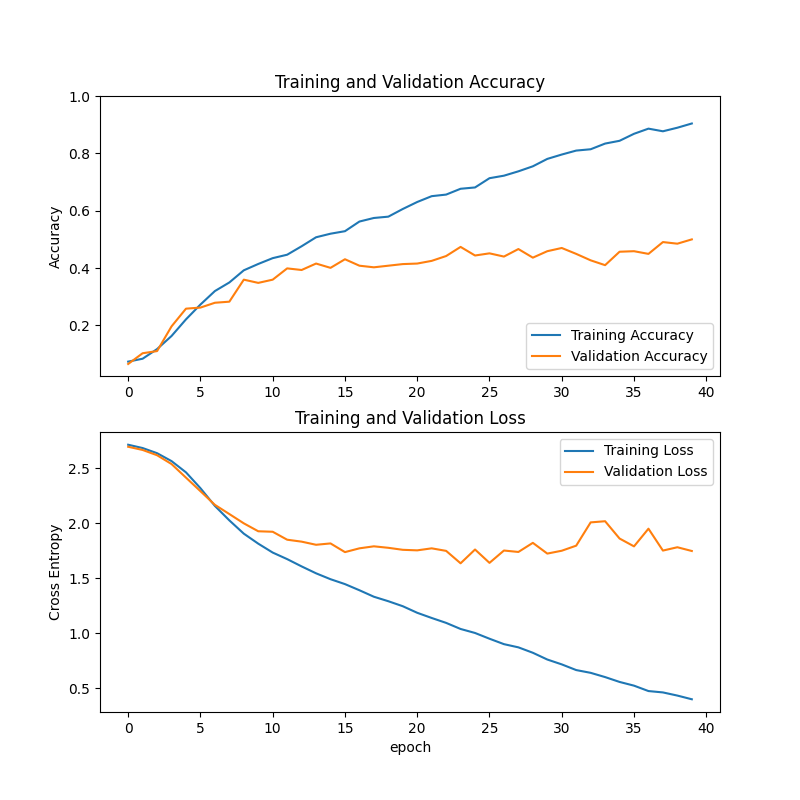 Training and Validation Accuracy
1.0
0.8
0.6
0.4
0.2
Accuracy
Training Accuracy
Validation Accuracy
0 5 10 15 20 25 30 35 40
Training and Validation Loss
2.5
2.0
1.5
1.0
0.5
Cross Entropy
Training Loss
Validation Loss
0 5 10 15 20 25 30 35 40
epoch